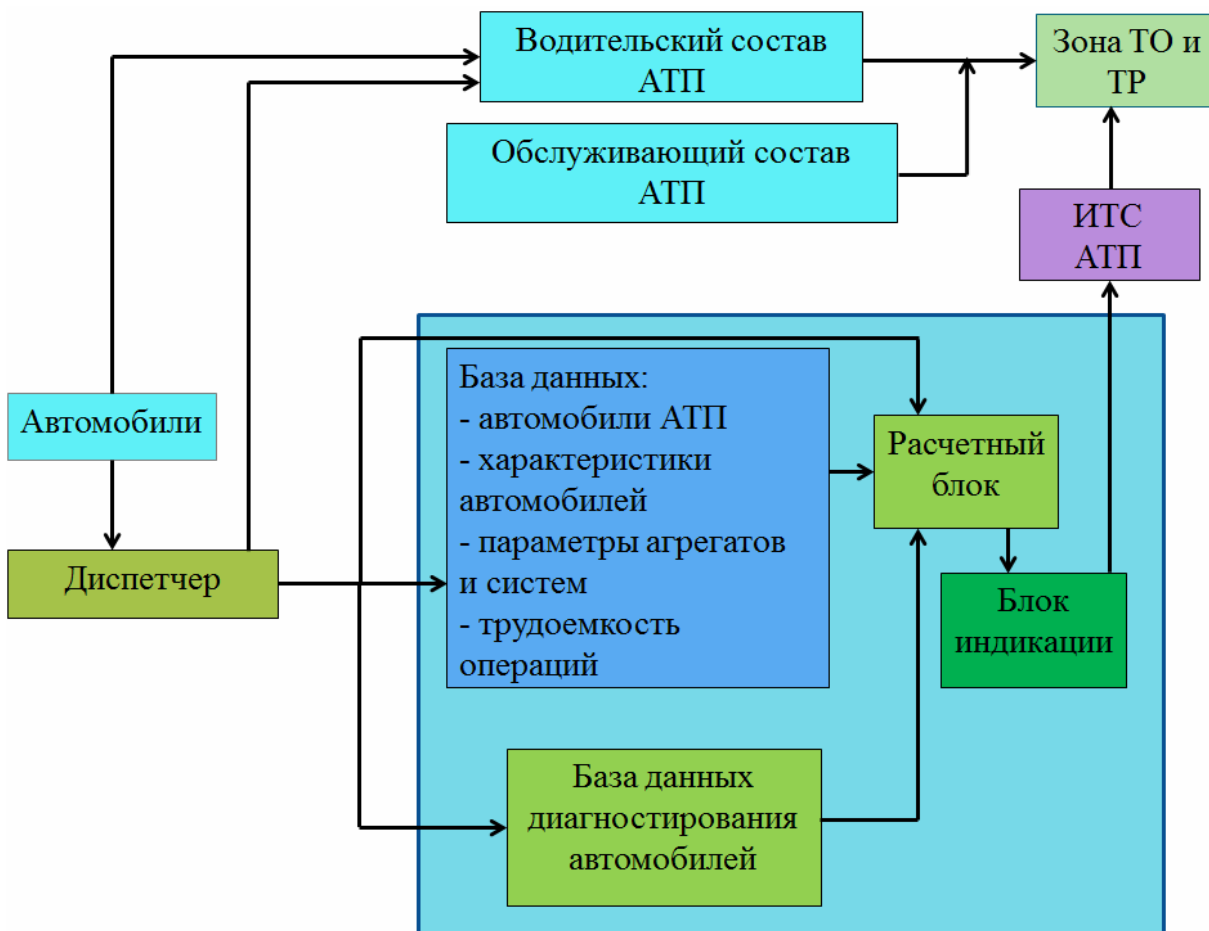 Водительский состав
АТП
Зона ТО и
ТР
Обслуживающий состав
АТП
ИТС
АТП
Автомобили
База данных:
- автомобили АТП
- характеристики
автомобилей
- параметры агрегатов
и систем
- трудоемкость
операций
Расчетный
блок
Диспетчер
Блок
индикации
База данных
диагностирования
автомобилей